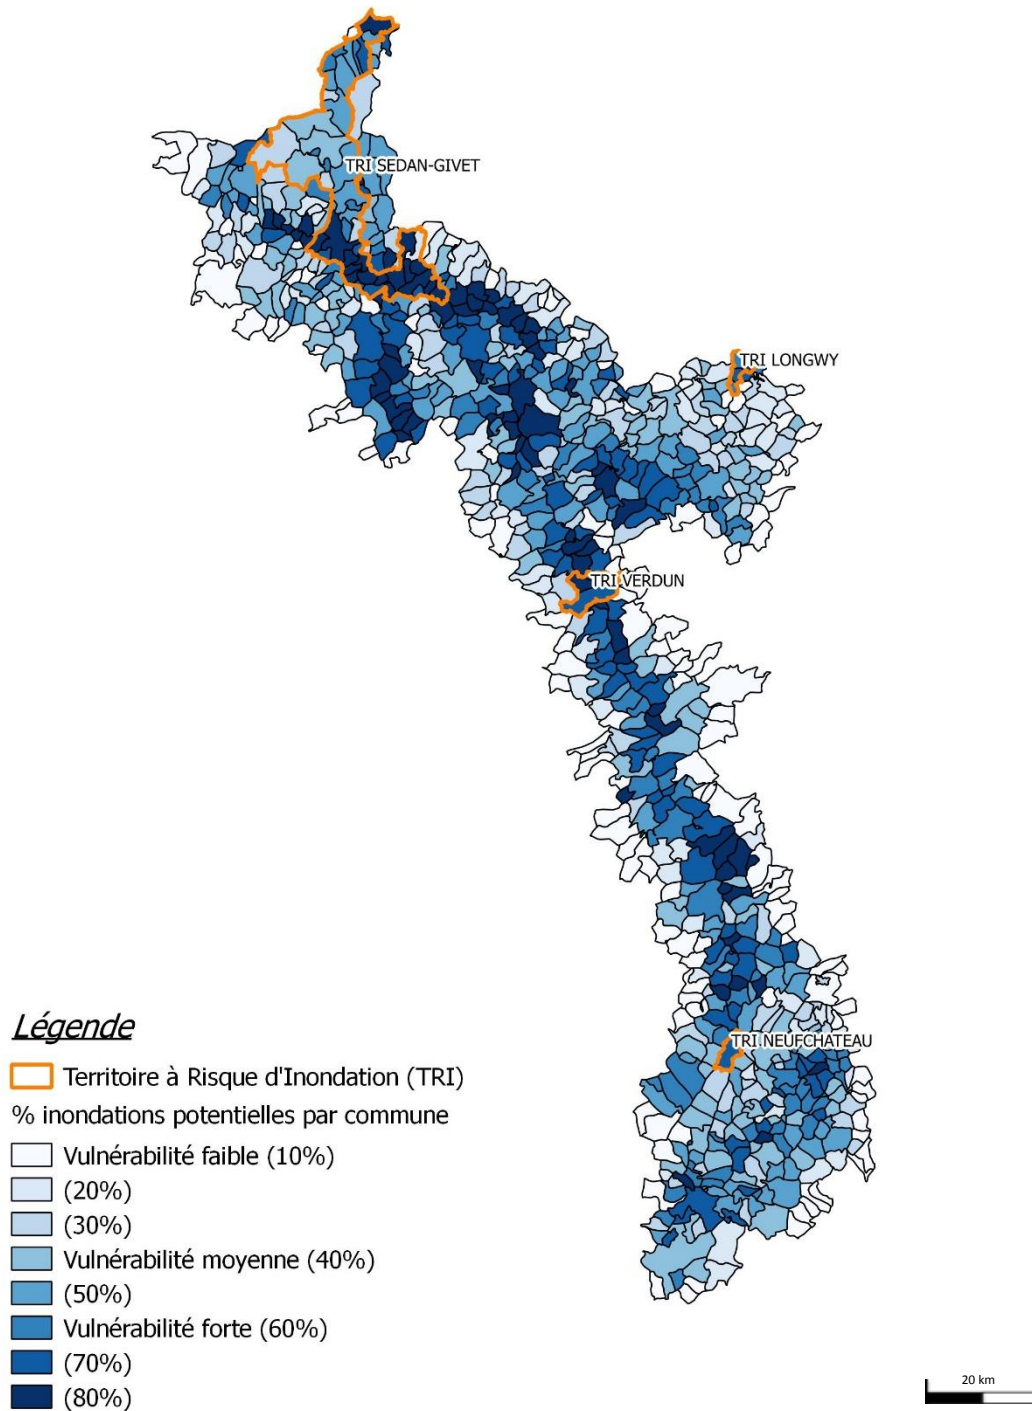 TRI SEDAN-GIVET
TRI LONGWY
TRI VERDUN
TRI NEUFCHATEAU
Légende
Territoire à Risque d'Inondation (TRI)
% inondations potentielles par commune
Vulnérabilité faible (10%)
(20%)
(30%)
Vulnérabilité moyenne (40%)
(50%)
Vulnérabilité forte (60%)
(70%)
(80%)
20 km